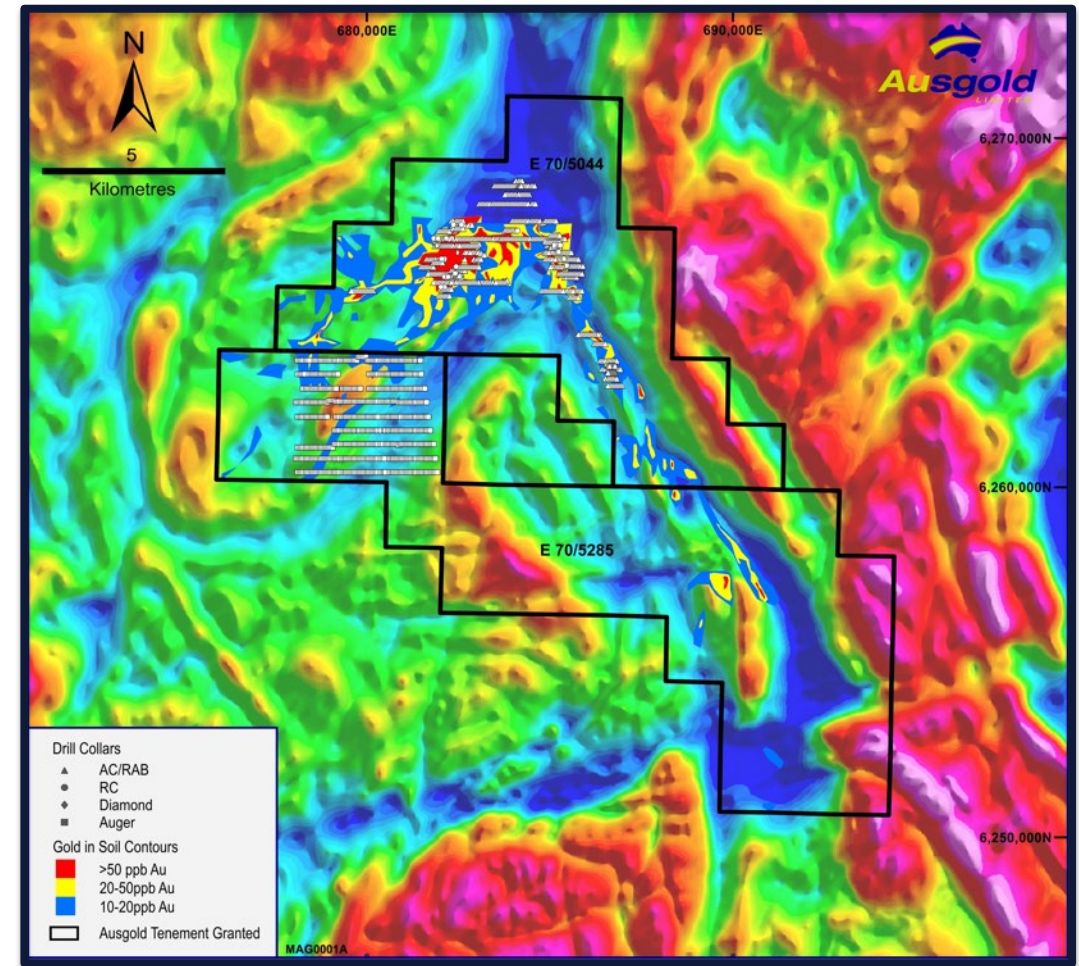 680,000E
690,000E
N
Ausgold
LIMITED
5
Kilometres
6,270,000N
E 70/5044
6,260,000N
E 70/5285
6,250,000N
Drill Collars
AC/RAB
RC
Diamond
Auger
Gold in Soil Contours
>50 ppb Au
20-50ppb Au
10-20ppb Au
Ausgold Tenement Granted
MAG0001A